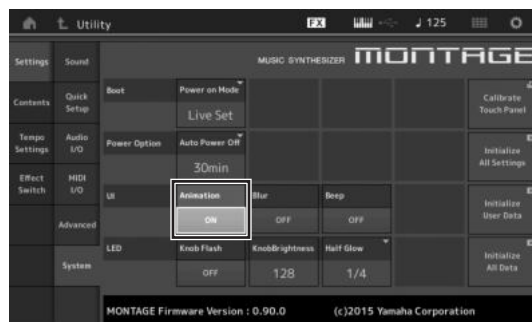 Utility
EX
♩ 125
Settings
Sound
MUSIC SYNTHESIZER MONTAGE
Contents
Quick
Setup
Boot
Power on Mode
Live Set
Calibrate
Touch Panel
Tempo
Settings
Audio
I/O
Power Option
Auto Power Off
30min
Initialize
All Settings
Effect
Switch
MIDI
I/O
UI
Animation
ON
Blur
OFF
Beep
OFF
Initialize
User Data
Advanced
System
LED
Knob Flash
OFF
KnobBrightness
128
Half Glow
1/4
Initialize
All Data
MONTAGE Firmware Version : 0.90.0
(c)2015 Yamaha Corporation